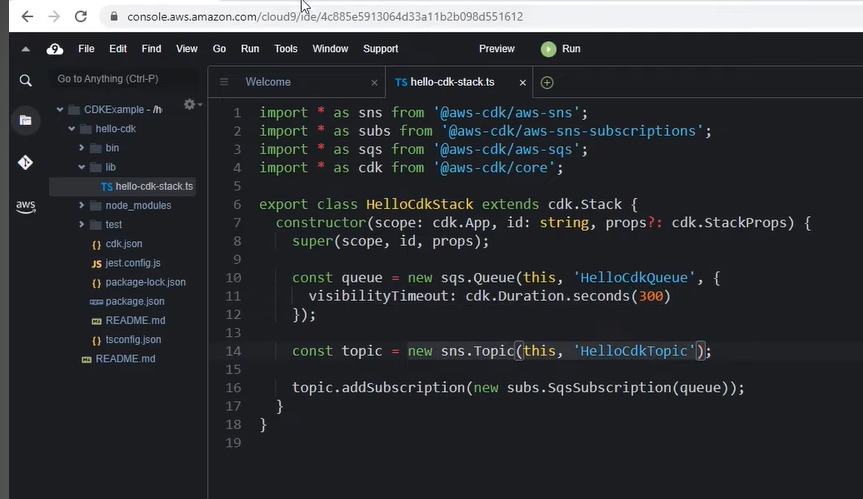 console.aws.amazon.com/cloud9/ide/4c885e5913064d33a11b2b098d551612
9 File Edit Find View Go Run Tools Window Support Preview Run
Go to Anything (Ctrl-P)
Welcome × TS hello-cdk-stack.ts ×
CDKExample - /h
hello-cdk
bin
lib
TS hello-cdk-stack.ts
node_modules
test
{} cdk.json
JS jest.config.js
{} package-lock.json
package.json
README.md
{} tsconfig.json
README.md
aws
1 import * as sns from '@aws-cdk/aws-sns';
2 import * as subs from '@aws-cdk/aws-sns-subscriptions';
3 import * as sqs from '@aws-cdk/aws-sqs';
4 import * as cdk from '@aws-cdk/core';
5
6 export class HelloCdkStack extends cdk.Stack {
7 constructor(scope: cdk.App, id: string, props?: cdk.StackProps) {
8 super(scope, id, props);
9
10 const queue = new sqs.Queue(this, 'HelloCdkQueue', {
11 visibilityTimeout: cdk.Duration.seconds(300)
12 });
13
14 const topic = new sns.Topic(this, 'HelloCdkTopic');
15
16 topic.addSubscription(new subs.SqsSubscription(queue));
17 }
18 }
19